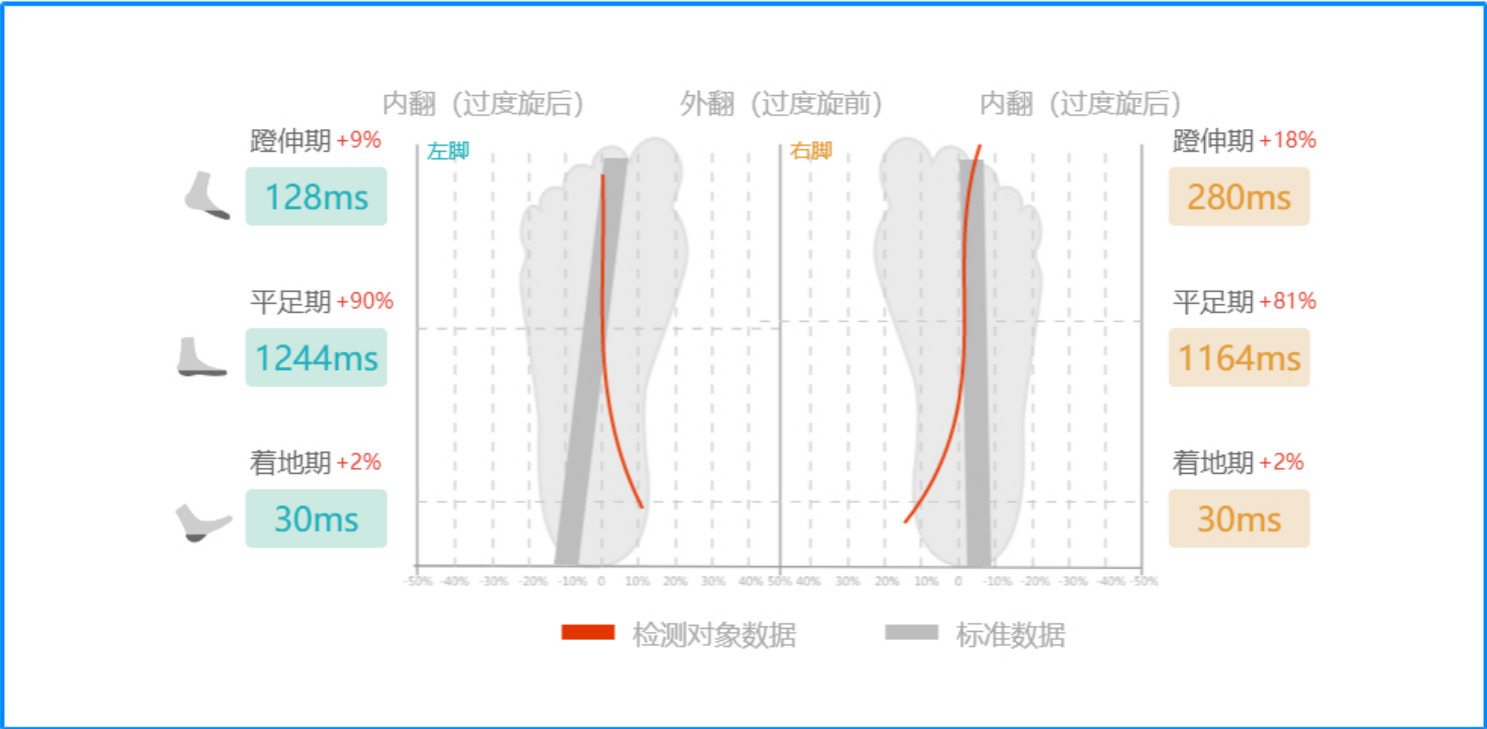 内翻（过度旋后） 外翻（过度旋前） 内翻（过度旋后）
蹬伸期 +9%
128ms
平足期 +90%
1244ms
着地期 +2%
30ms
左脚
右脚
蹬伸期 +18%
280ms
平足期 +81%
1164ms
着地期 +2%
30ms
-50% -40% -30% -20% -10% 0 10% 20% 30% 40% 50% 40% 30% 20% 10% 0 -10% -20% -30% -40% -50%
检测对象数据 标准数据